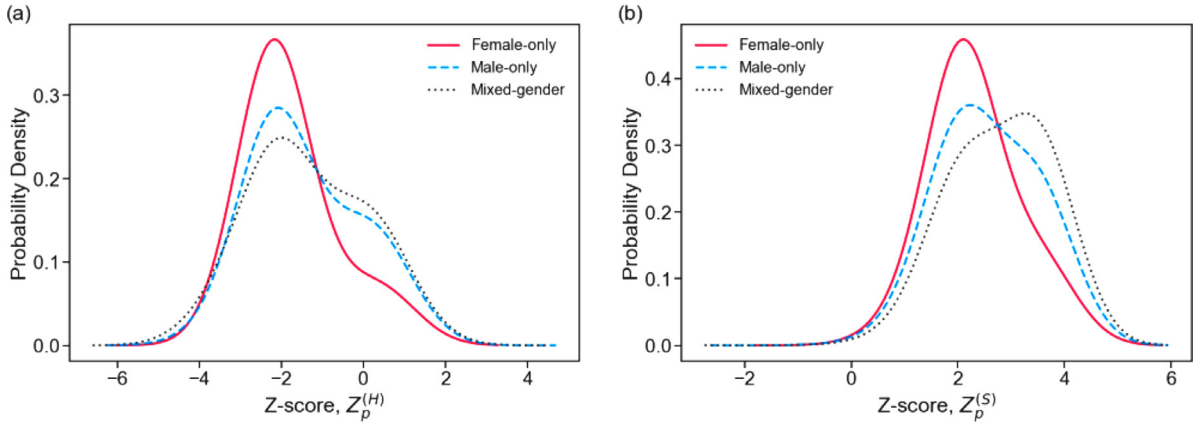 (a)
Probability Density
0.3
0.2
0.1
0.0
Female-only
Male-only
Mixed-gender
−6 −4 −2 0 2 4
Z-score, Z_p^(H)
(b)
Probability Density
0.4
0.3
0.2
0.1
0.0
Female-only
Male-only
Mixed-gender
−2 0 2 4 6
Z-score, Z_p^(S)